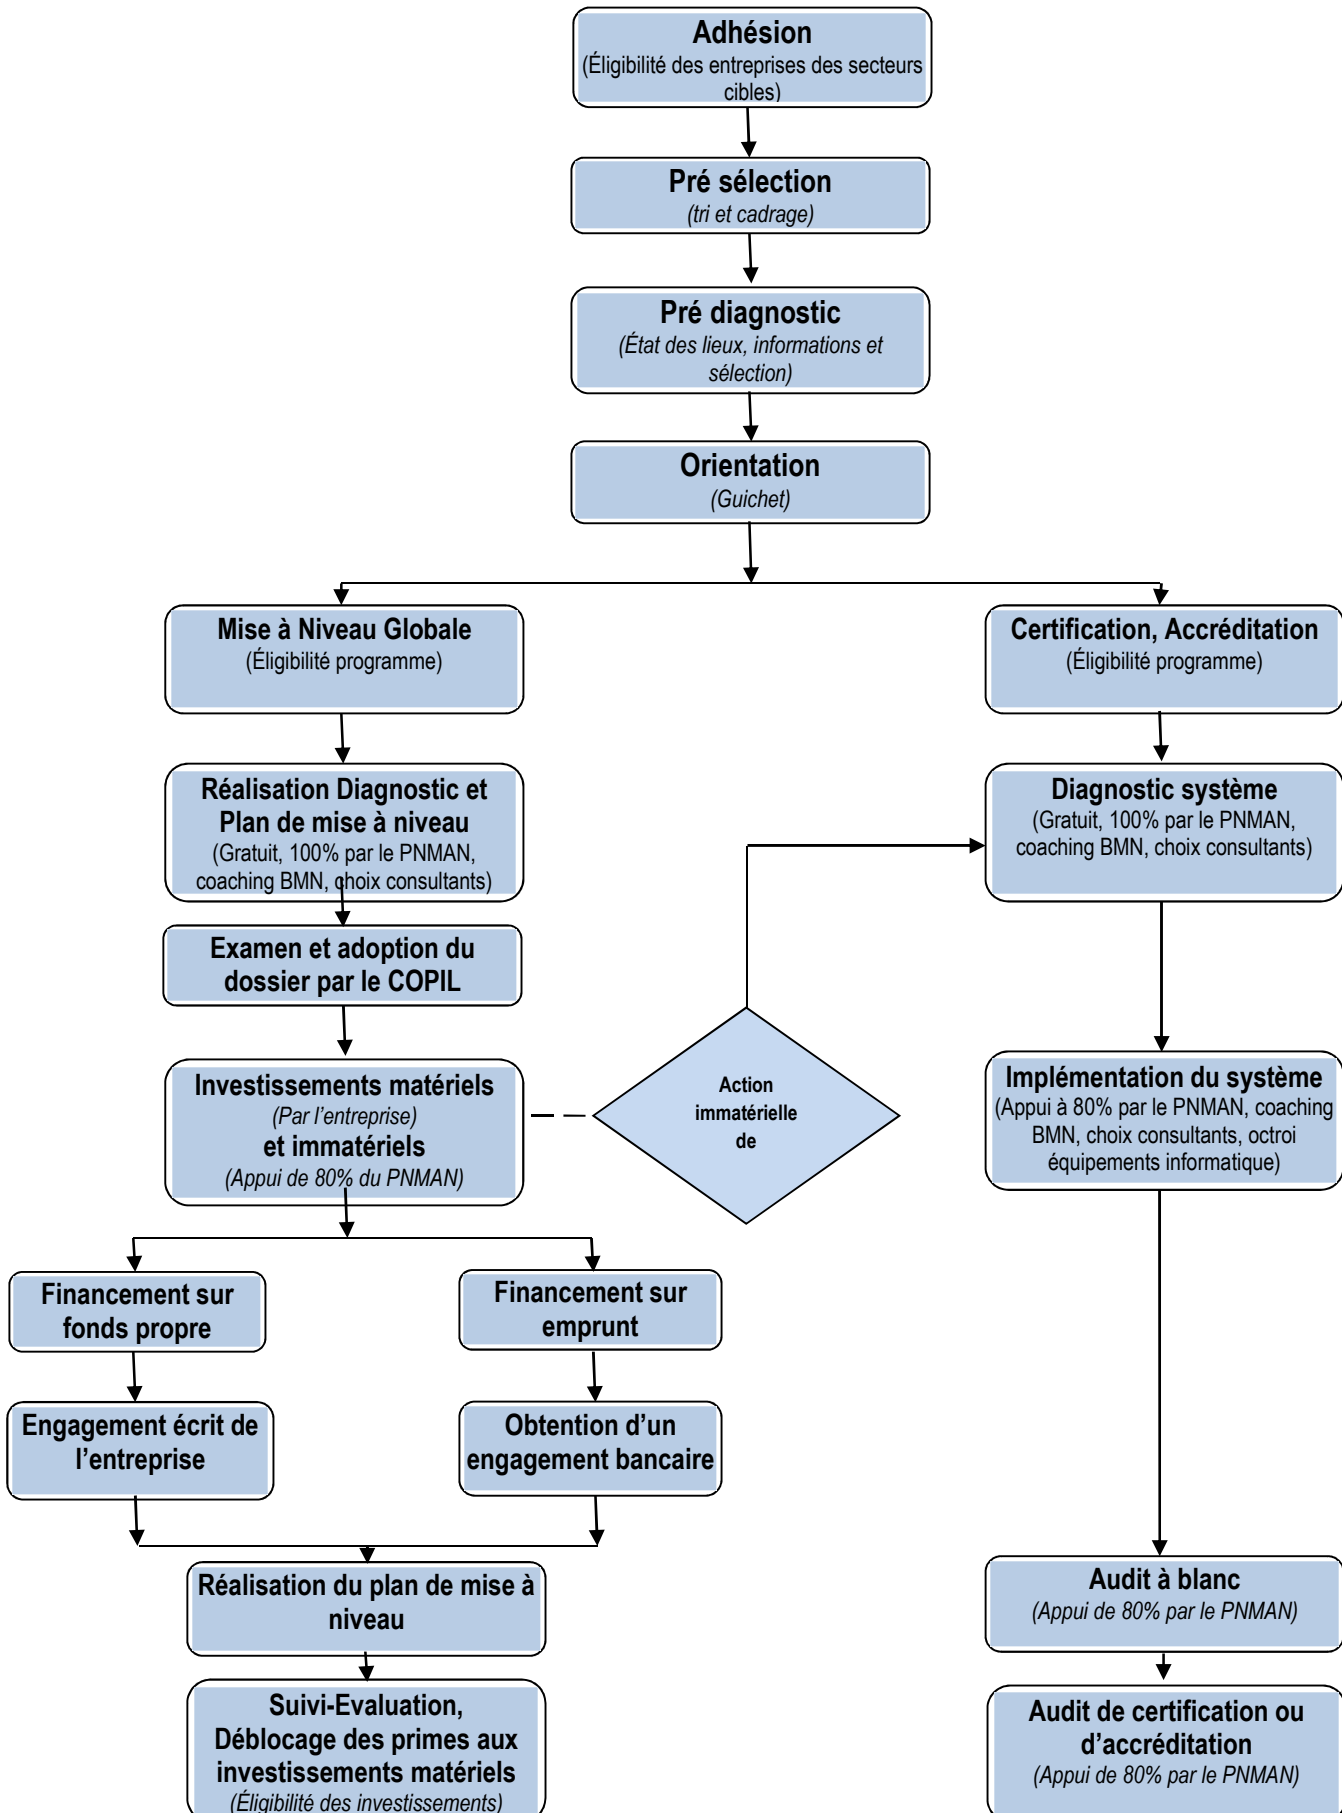 Adhésion
(Éligibilité des entreprises des secteurs
cibles)
Pré sélection
(tri et cadrage)
Pré diagnostic
(État des lieux, informations et
sélection)
Orientation
(Guichet)
Mise à Niveau Globale
(Éligibilité programme)
Certification, Accréditation
(Éligibilité programme)
Réalisation Diagnostic et
Plan de mise à niveau
(Gratuit, 100% par le PNMAN,
coaching BMN, choix consultants)
Diagnostic système
(Gratuit, 100% par le PNMAN,
coaching BMN, choix consultants)
Examen et adoption du
dossier par le COPIL
Investissements matériels
(Par l’entreprise)
et immatériels
(Appui de 80% du PNMAN)
Action
immatérielle
de
Implémentation du système
(Appui à 80% par le PNMAN, coaching
BMN, choix consultants, octroi
équipements informatique)
Financement sur
fonds propre
Financement sur
emprunt
Engagement écrit de
l’entreprise
Obtention d’un
engagement bancaire
Réalisation du plan de mise à
niveau
Audit à blanc
(Appui de 80% par le PNMAN)
Suivi-Evaluation,
Déblocage des primes aux
investissements matériels
(Éligibilité des investissements)
Audit de certification ou
d’accréditation
(Appui de 80% par le PNMAN)